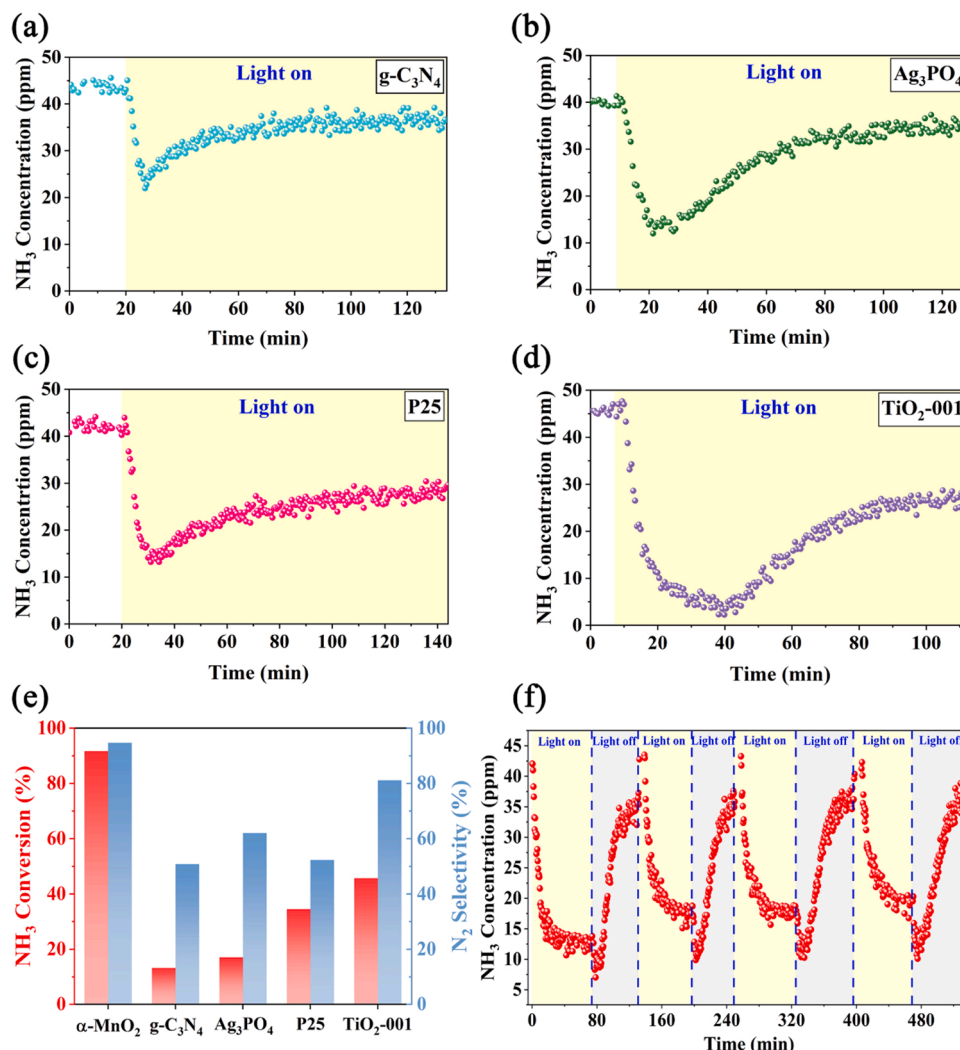 (a)
50
40
30
20
10
0
NH₃ Concentration (ppm)
Light on
g-C₃N₄
0 20 40 60 80 100 120
Time (min)
(b)
50
40
30
20
10
0
NH₃ Concentration (ppm)
Light on
Ag₃PO₄
0 20 40 60 80 100 120
Time (min)
(c)
50
40
30
20
10
0
NH₃ Concentrtion (ppm)
Light on
P25
0 20 40 60 80 100 120 140
Time (min)
(d)
50
40
30
20
10
0
NH₃ Concentration (ppm)
Light on
TiO₂-001
0 20 40 60 80 100
Time (min)
(e)
100
80
60
40
20
0
NH₃ Conversion (%)
100
80
60
40
20
0
N₂ Selectivity (%)
α-MnO₂ g-C₃N₄ Ag₃PO₄ P25 TiO₂-001
(f)
45
40
35
30
25
20
15
10
5
NH₃ Concentration (ppm)
Light on Light off Light on Light off Light on Light off Light on Light off
0 80 160 240 320 400 480
Time (min)